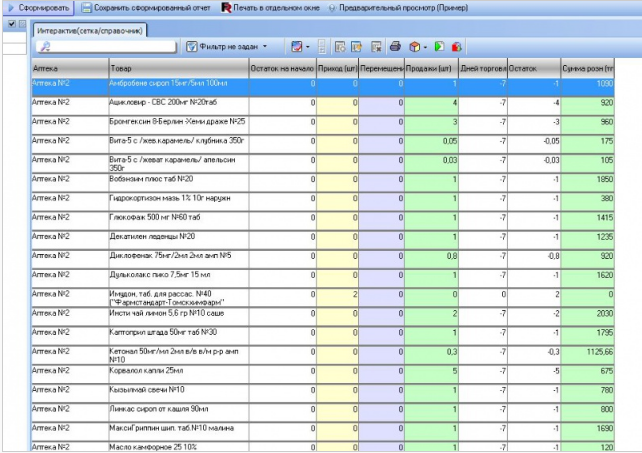 Сформировать Сохранить сформированный отчет Печать в отдельном окне Предварительный просмотр (Пример)
Интерактив(сетка/справочник)
Фильтр не задан
Аптека Товар Остаток на начало Приход (шт) Перемещени Продажи (шт) Дней торговл Остаток Сумма розн (тг
Аптека №2 Амбробене сироп 15мг/5мл 100мл 0 0 0 1 -7 -1 1090
Аптека №2 Ацикловир - СВС 200мг №20таб 0 0 0 4 -7 -4 920
Аптека №2 Бромгексин 8-Берлин -Хеми драже №25 0 0 0 3 -7 -3 960
Аптека №2 Вита-5 с /жев.карамель/ клубника 350г 0 0 0 0,05 -7 -0,05 175
Аптека №2 Вита-5 с /жеват карамель/ апельсин 0 0 0 0,03 -7 -0,03 105
350г
Аптека №2 Вобэнзим плюс таб №20 0 0 0 1 -7 -1 1850
Аптека №2 Гидрокортизон мазь 1% 10г наружн 0 0 0 1 -7 -1 380
Аптека №2 Глюкофаж 500 мг №60 таб 0 0 0 1 -7 -1 1415
Аптека №2 Декатилен леденцы №20 0 0 0 1 -7 -1 1235
Аптека №2 Диклофенак 75мг/2мл 2мл амп №5 0 0 0 0,8 -7 -0,8 920
Аптека №2 Дульколакс пико 7,5мг 15 мл 0 0 0 1 -7 -1 1620
Аптека №2 Имудон, таб. для рассас. №40 0 2 0 0 0 2 0
("Фармстандарт-Томскхимфарм"
Аптека №2 Инсти чай лимон 5,6 гр №10 саше 0 0 0 2 -7 -2 2030
Аптека №2 Каптоприл штада 50мг таб №30 0 0 0 1 -7 -1 1795
Аптека №2 Кетонал 50мг/мл 2мл в/в в/м р-р амп 0 0 0 0,3 -7 -0,3 1125,66
№10
Аптека №2 Корвалол капли 25мл 0 0 0 5 -7 -5 675
Аптека №2 Кызылмай свечи №10 0 0 0 1 -7 -1 780
Аптека №2 Линкас сироп от кашля 90мл 0 0 0 1 -7 -1 800
Аптека №2 МаксиГриппин шип. таб.№10 малина 0 0 0 1 -7 -1 1690
Аптека №2 Масло камфорное 25 10% 0 0 0 1 -7 -1 120